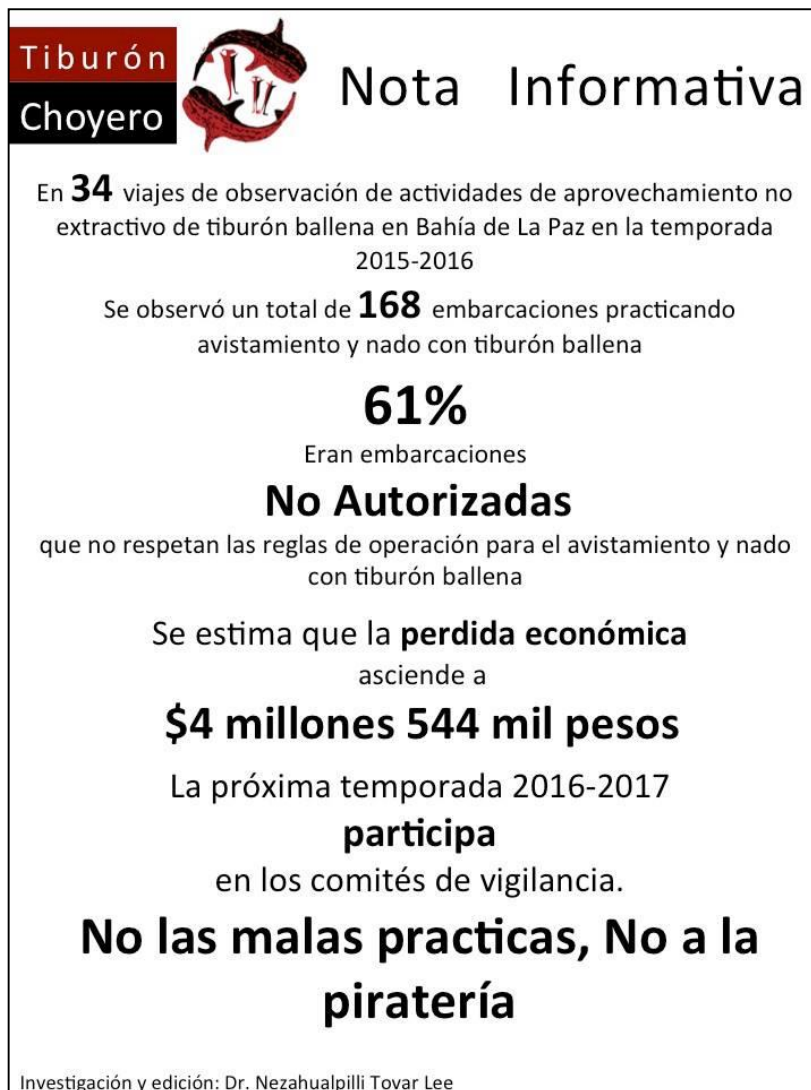 Tiburón
Choyero
Nota Informativa
En 34 viajes de observación de actividades de aprovechamiento no
extractivo de tiburón ballena en Bahía de La Paz en la temporada
2015-2016
Se observó un total de 168 embarcaciones practicando
avistamiento y nado con tiburón ballena
61%
Eran embarcaciones
No Autorizadas
que no respetan las reglas de operación para el avistamiento y nado
con tiburón ballena
Se estima que la perdida económica
asciende a
$4 millones 544 mil pesos
La próxima temporada 2016-2017
participa
en los comités de vigilancia.
No las malas practicas, No a la
piratería
Investigación y edición: Dr. Nezahualpilli Tovar Lee